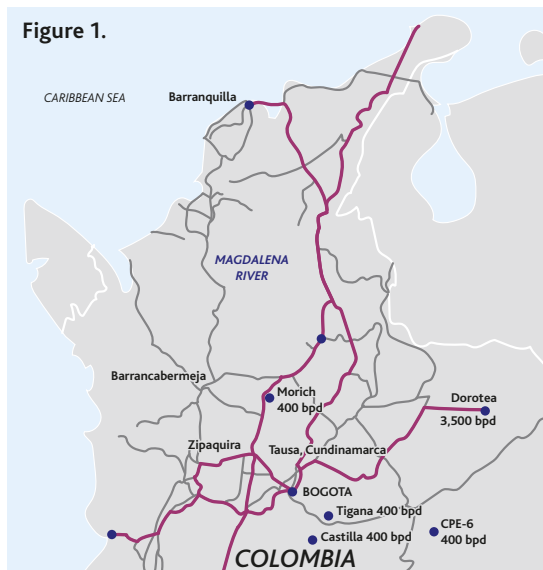 Figure 1.
CARIBBEAN SEA
Barranquilla
MAGDALENA
RIVER
Barrancabermeja
Morich
400 bpd
Dorotea
3,500 bpd
Zipaquira
Tausa, Cundinamarca
BOGOTA
Tigana 400 bpd
CPE-6
400 bpd
Castilla 400 bpd
COLOMBIA